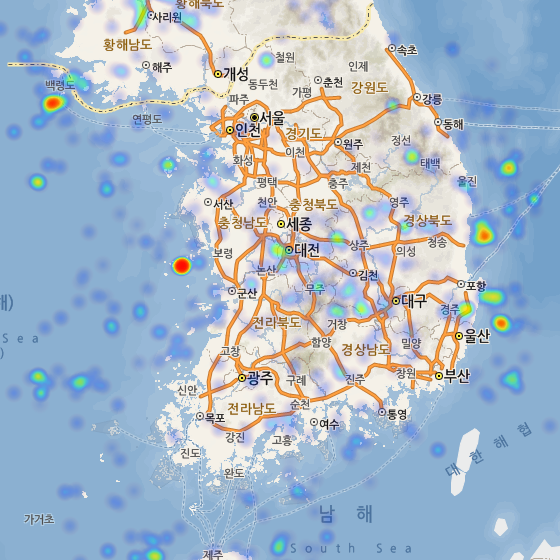 황해북도
사리원
황해남도
해주
개성
철원
속초
인제
백령도
동두천
춘천
가평
강원도
파주
강릉
연평도
서울
동해
인천
경기도
정선
원주
화성
이천
태백
제천
평택
충주
울진
서산
천안
충청북도
영주
충청남도
세종
경상북도
보령
대전
상주
의성
청송
논산
김천
군산
무주
포항
대구
경주
전라북도
거창
울산
Sea
고창
함양
경상남도
밀양
광주
구례
진주
창원
부산
신안
전라남도
순천
목포
통영
여수
강진
고흥
진도
완도
대한해협
가거초
남해
South Sea
제주